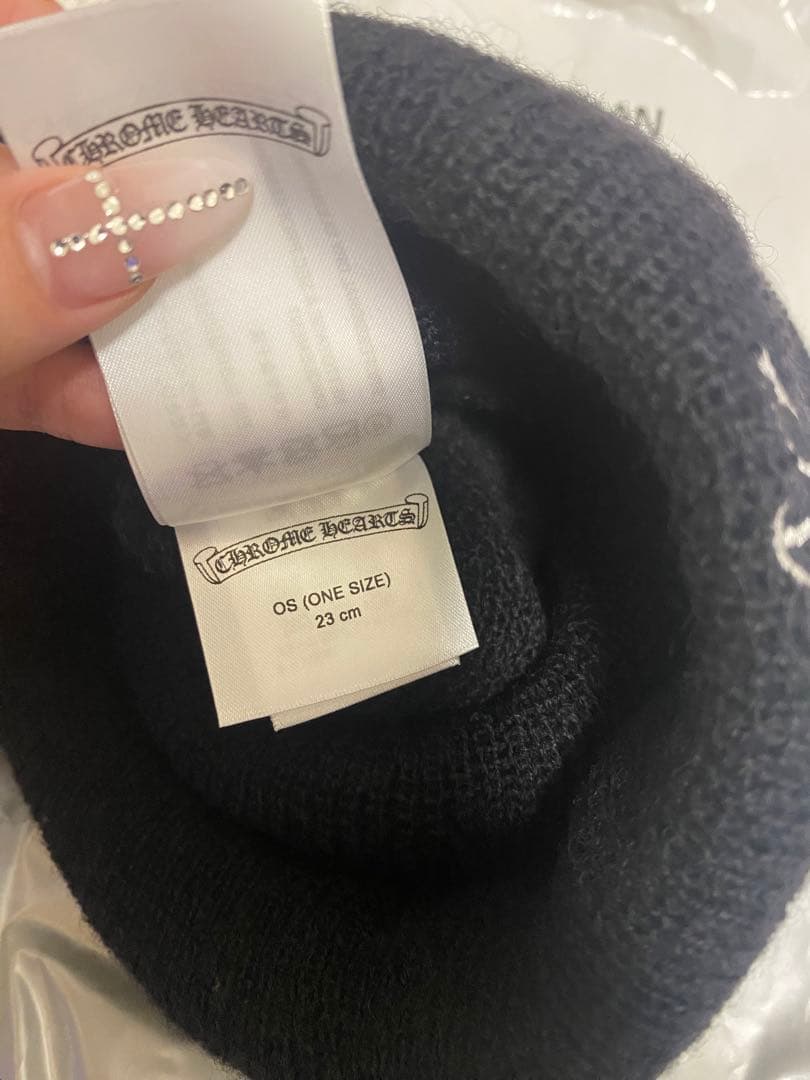 CHROME HEARTS
CHROME HEARTS
OS (ONE SIZE)
23 cm